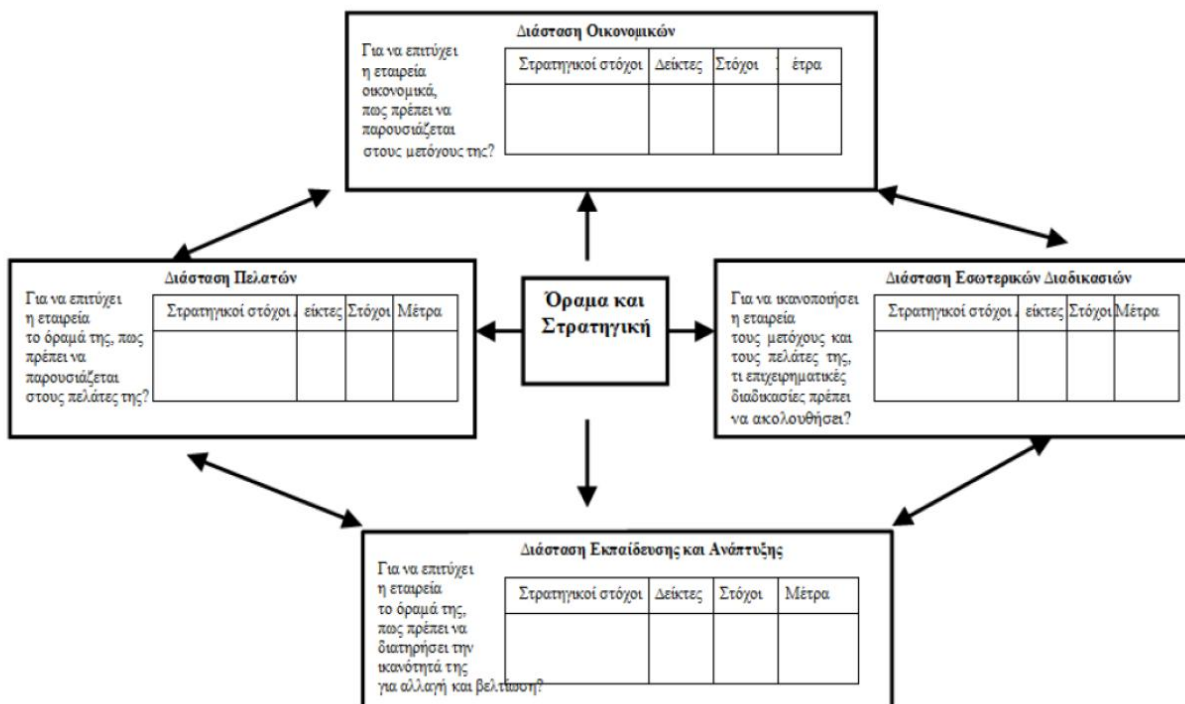 Διάσταση Οικονομικών
Για να επιτύχει
η εταιρεία
οικονομικά,
πως πρέπει να
παρουσιάζεται
στους μετόχους της?
Στρατηγικοί στόχοι Δείκτες Στόχοι έτρα
Διάσταση Πελατών
Για να επιτύχει
η εταιρεία
το όραμά της, πως
πρέπει να
παρουσιάζεται
στους πελάτες της?
Στρατηγικοί στόχοι είκτες Στόχοι Μέτρα
Όραμα και
Στρατηγική
Διάσταση Εσωτερικών Διαδικασιών
Για να ικανοποιήσει
η εταιρεία
τους μετόχους και
τους πελάτες της,
τι επιχειρηματικές
διαδικασίες πρέπει
να ακολουθήσει?
Στρατηγικοί στόχοι είκτες Στόχοι Μέτρα
Διάσταση Εκπαίδευσης και Ανάπτυξης
Για να επιτύχει
η εταιρεία
το όραμά της,
πως πρέπει να
διατηρήσει την
ικανότητά της
για αλλαγή και βελτίωση?
Στρατηγικοί στόχοι Δείκτες Στόχοι Μέτρα